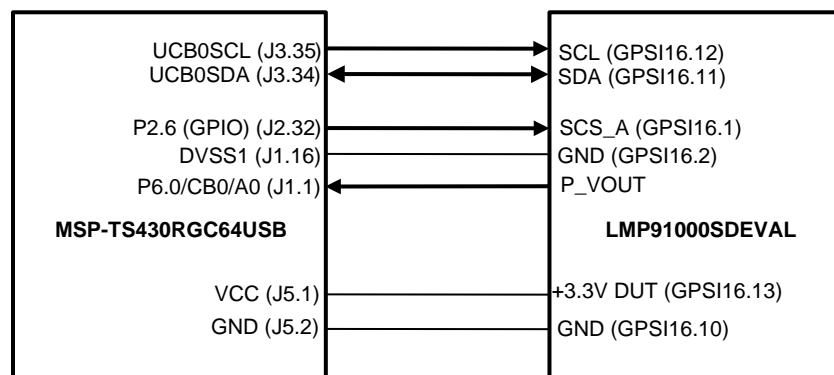 UCB0SCL (J3.35) SCL (GPSI16.12)
UCB0SDA (J3.34) SDA (GPSI16.11)
P2.6 (GPIO) (J2.32) SCS_A (GPSI16.1)
DVSS1 (J1.16) GND (GPSI16.2)
P6.0/CB0/A0 (J1.1) P_VOUT
MSP-TS430RGC64USB LMP91000SDEVAL
VCC (J5.1) +3.3V DUT (GPSI16.13)
GND (J5.2) GND (GPSI16.10)